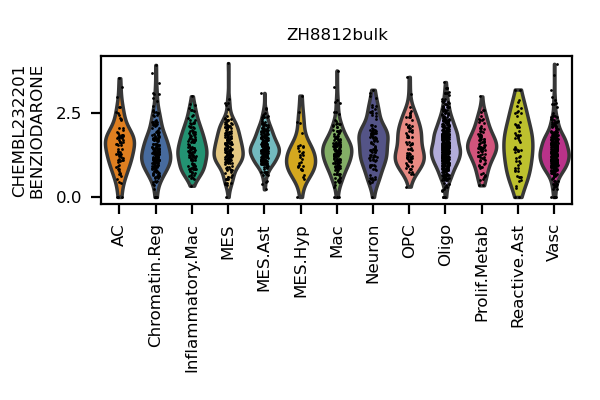 ZH8812bulk
CHEMBL232201
BENZIODARONE
2.5
0.0
AC
Chromatin.Reg
Inflammatory.Mac
MES
MES.Ast
MES.Hyp
Mac
Neuron
OPC
Oligo
Prolif.Metab
Reactive.Ast
Vasc